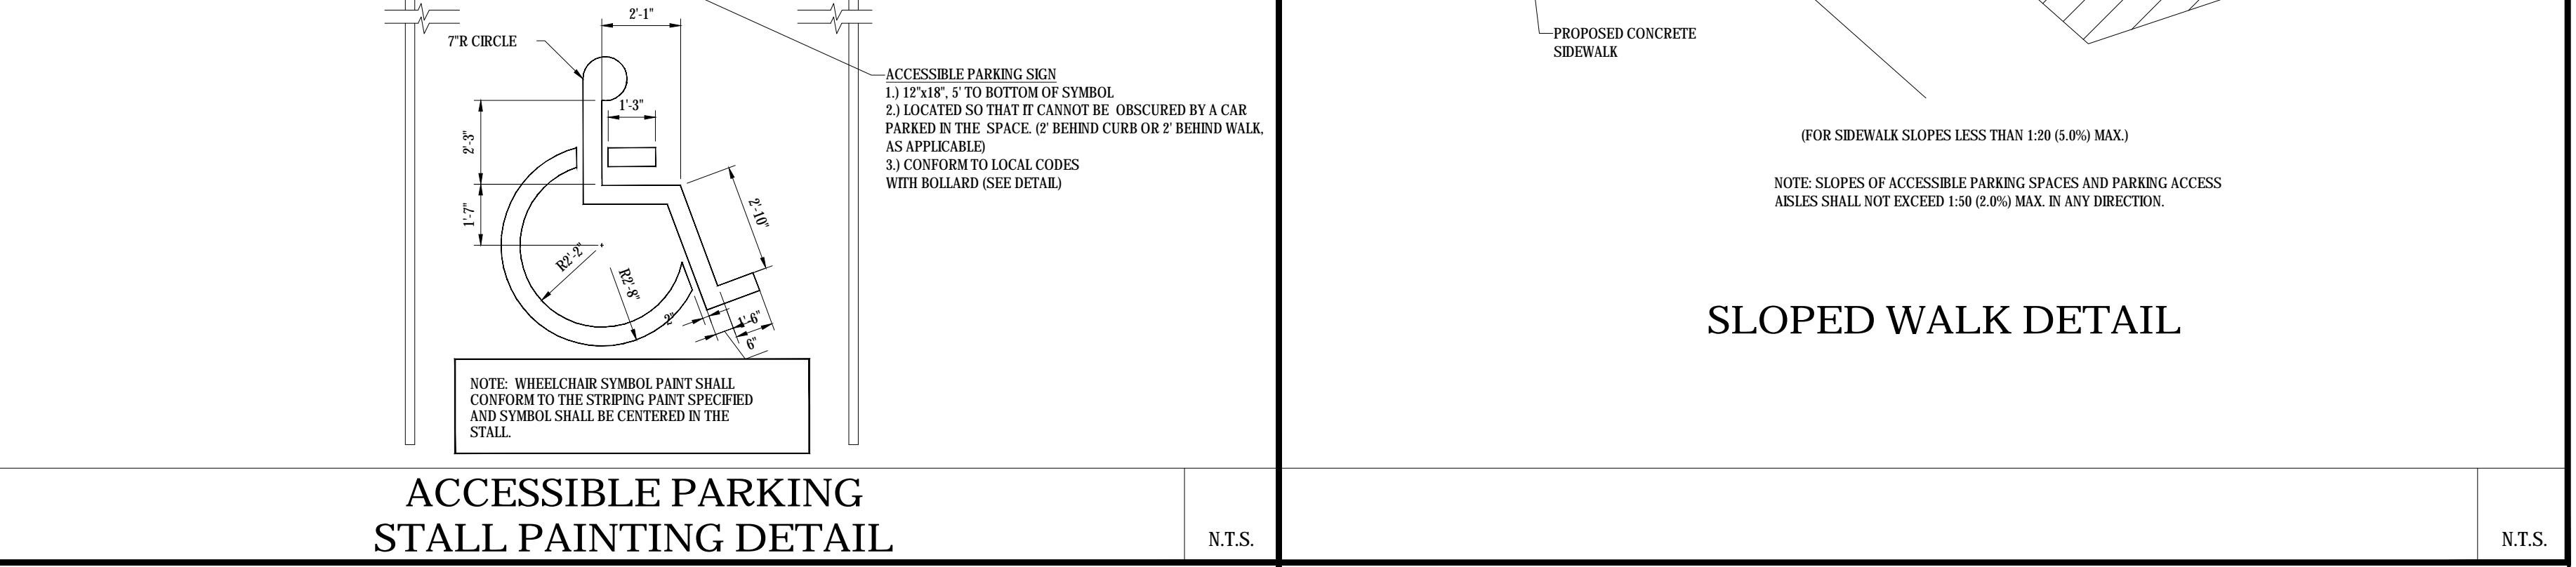 2'-1"
7"R CIRCLE
ACCESSIBLE PARKING SIGN
1.) 12"x18", 5' TO BOTTOM OF SYMBOL
2.) LOCATED SO THAT IT CANNOT BE OBSCURED BY A CAR
PARKED IN THE SPACE. (2' BEHIND CURB OR 2' BEHIND WALK,
AS APPLICABLE)
3.) CONFORM TO LOCAL CODES
WITH BOLLARD (SEE DETAIL)
1'-3"
2'-3"
1'-7"
2'-10"
R2'-2"
R2'-8"
2"
1'-6"
6"
NOTE: WHEELCHAIR SYMBOL PAINT SHALL
CONFORM TO THE STRIPING PAINT SPECIFIED
AND SYMBOL SHALL BE CENTERED IN THE
STALL.
ACCESSIBLE PARKING
STALL PAINTING DETAIL
N.T.S.
PROPOSED CONCRETE
SIDEWALK
(FOR SIDEWALK SLOPES LESS THAN 1:20 (5.0%) MAX.)
NOTE: SLOPES OF ACCESSIBLE PARKING SPACES AND PARKING ACCESS
AISLES SHALL NOT EXCEED 1:50 (2.0%) MAX. IN ANY DIRECTION.
SLOPED WALK DETAIL
N.T.S.